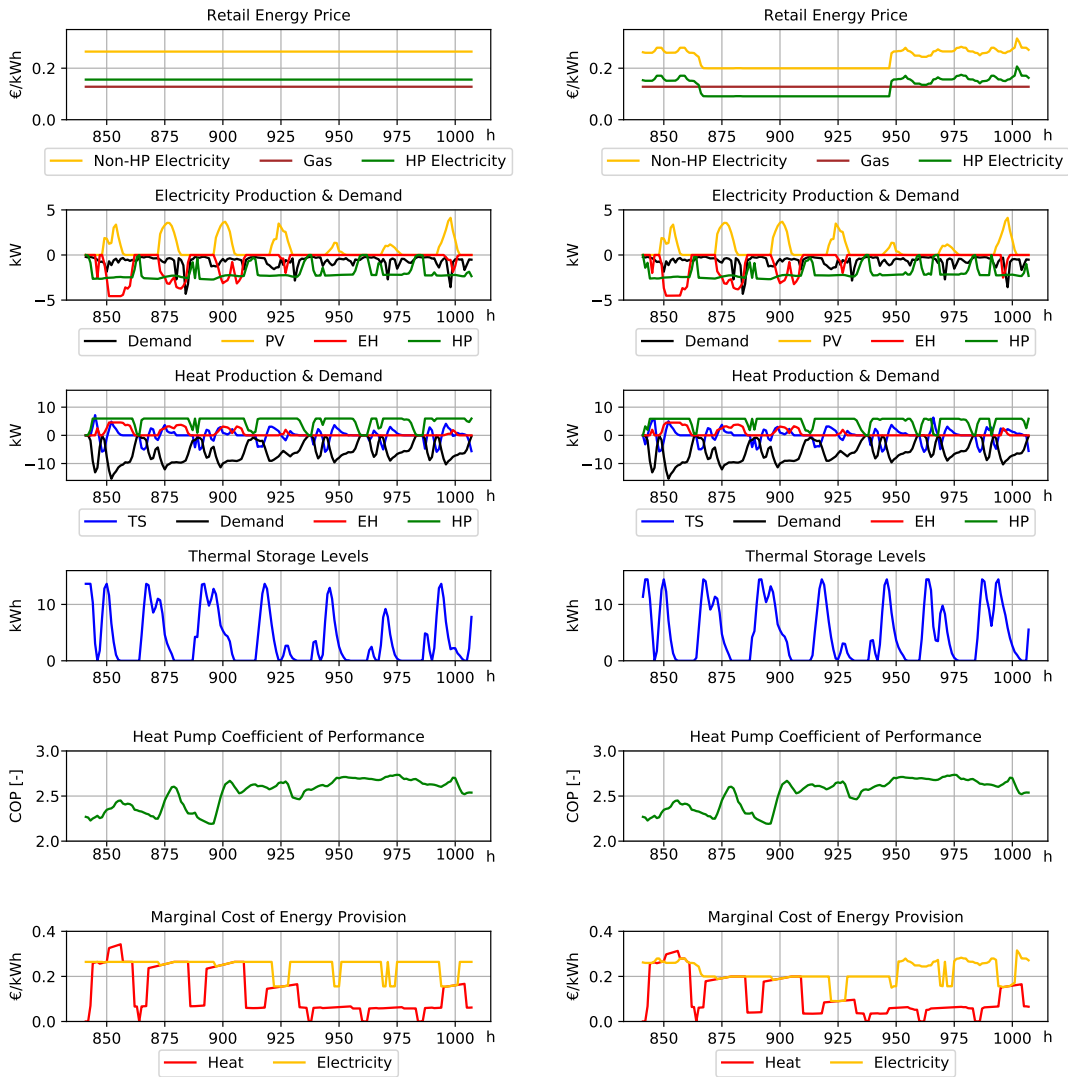 Retail Energy Price
€/kWh
0.2
0.0
850 875 900 925 950 975 1000 h
Non-HP Electricity Gas HP Electricity
Electricity Production & Demand
kW
5
0
−5
850 875 900 925 950 975 1000 h
Demand PV EH HP
Heat Production & Demand
kW
10
0
−10
850 875 900 925 950 975 1000 h
TS Demand EH HP
Thermal Storage Levels
kWh
10
0
850 875 900 925 950 975 1000 h
Heat Pump Coefficient of Performance
COP [-]
3.0
2.5
2.0
850 875 900 925 950 975 1000 h
Marginal Cost of Energy Provision
€/kWh
0.4
0.2
0.0
850 875 900 925 950 975 1000 h
Heat Electricity
Retail Energy Price
€/kWh
0.2
0.0
850 875 900 925 950 975 1000 h
Non-HP Electricity Gas HP Electricity
Electricity Production & Demand
kW
5
0
−5
850 875 900 925 950 975 1000 h
Demand PV EH HP
Heat Production & Demand
kW
10
0
−10
850 875 900 925 950 975 1000 h
TS Demand EH HP
Thermal Storage Levels
kWh
10
0
850 875 900 925 950 975 1000 h
Heat Pump Coefficient of Performance
COP [-]
3.0
2.5
2.0
850 875 900 925 950 975 1000 h
Marginal Cost of Energy Provision
€/kWh
0.4
0.2
0.0
850 875 900 925 950 975 1000 h
Heat Electricity